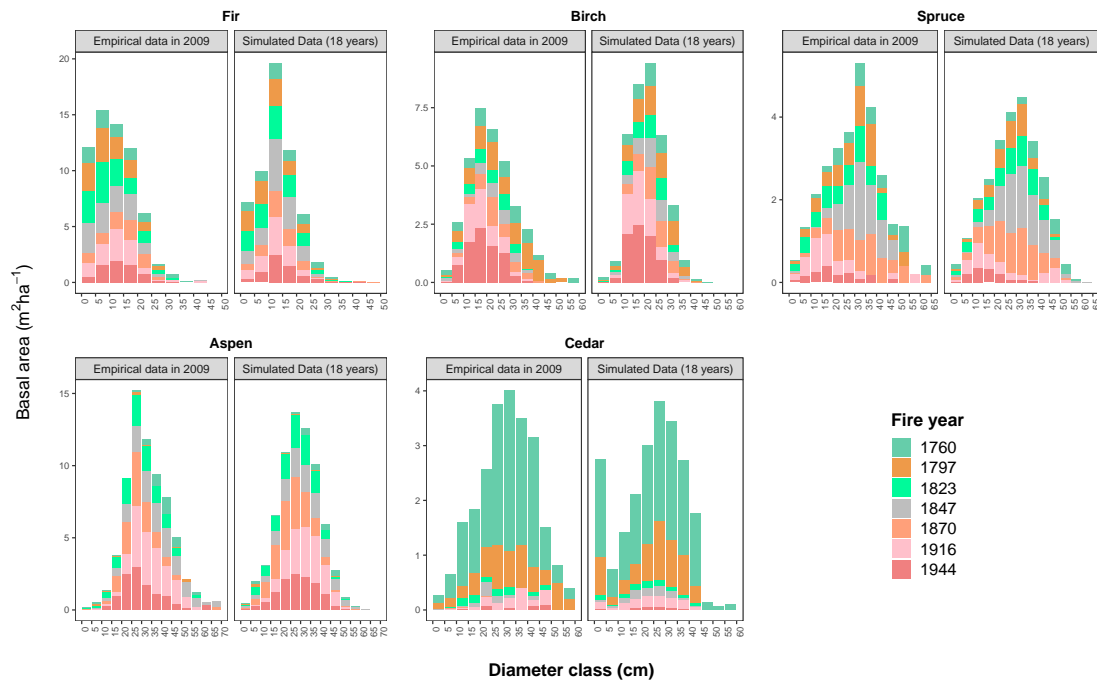 Fir
Birch
Spruce
Empirical data in 2009
Simulated Data (18 years)
Empirical data in 2009
Simulated Data (18 years)
Empirical data in 2009
Simulated Data (18 years)
20
15
10
5
0
7.5
5.0
2.5
0.0
4
2
0
0 5 10 15 20 25 30 35 40 45 50
0 5 10 15 20 25 30 35 40 45 50
0 5 10 15 20 25 30 35 40 45 50 55 60
0 5 10 15 20 25 30 35 40 45 50 55 60
0 5 10 15 20 25 30 35 40 45 50 55 60 65
0 5 10 15 20 25 30 35 40 45 50 55 60 65
Basal area (m²ha⁻¹)
Aspen
Cedar
Empirical data in 2009
Simulated Data (18 years)
Empirical data in 2009
Simulated Data (18 years)
15
10
5
0
4
3
2
1
0
0 5 10 15 20 25 30 35 40 45 50 55 60 65 70
0 5 10 15 20 25 30 35 40 45 50 55 60 65 70
0 5 10 15 20 25 30 35 40 45 50 55 60
0 5 10 15 20 25 30 35 40 45 50 55 60
Fire year
1760
1797
1823
1847
1870
1916
1944
Diameter class (cm)